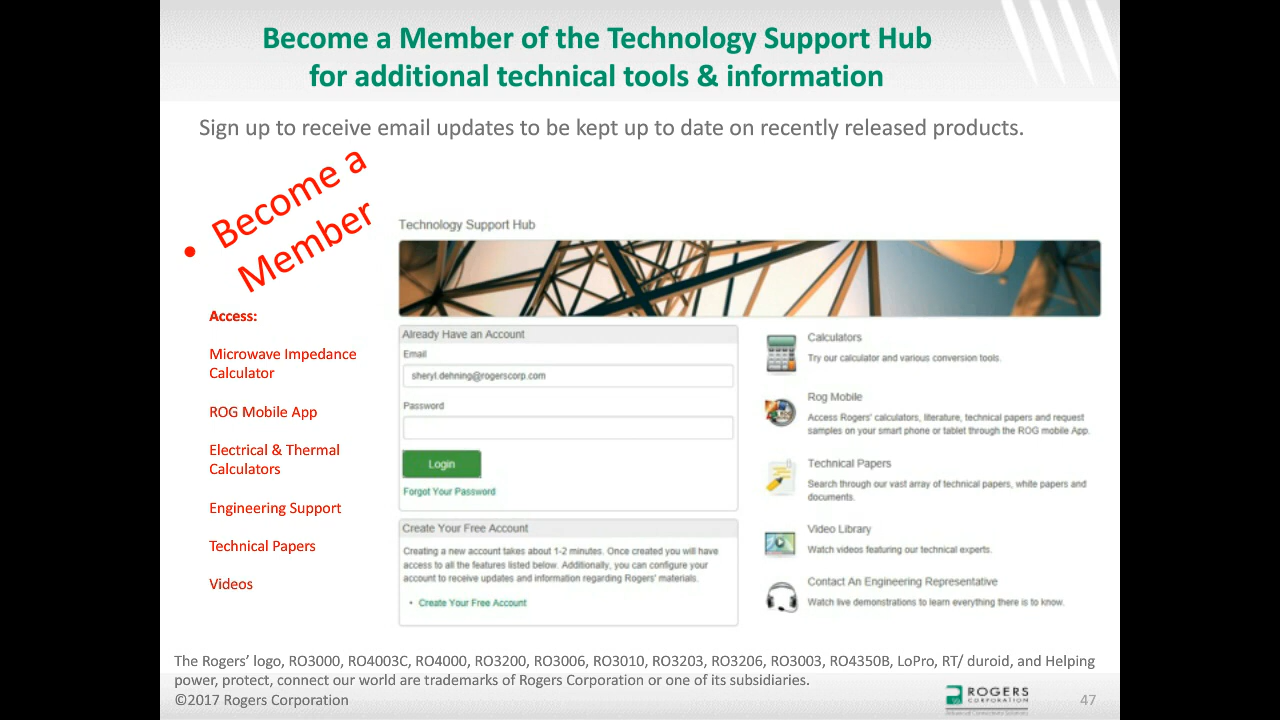 Become a Member of the Technology Support Hub
for additional technical tools & information
Sign up to receive email updates to be kept up to date on recently released products.
• Become a
Member
Access:
Microwave Impedance
Calculator
ROG Mobile App
Electrical & Thermal
Calculators
Engineering Support
Technical Papers
Videos
Technology Support Hub
Already Have an Account
Email
sheryl.dehning@rogerscorp.com
Password
Login
Forgot Your Password
Create Your Free Account
Creating a new account takes about 1-2 minutes. Once created you will have
access to all the features listed below. Additionally, you can configure your
account to receive updates and information regarding Rogers' materials.
• Create Your Free Account
Calculators
Try our calculator and various conversion tools.
Rog Mobile
Access Rogers' calculators, literature, technical papers and request
samples on your smart phone or tablet through the ROG mobile App.
Technical Papers
Search through our vast array of technical papers, white papers and
documents.
Video Library
Watch videos featuring our technical experts.
Contact An Engineering Representative
Watch live demonstrations to learn everything there is to know.
The Rogers' logo, RO3000, RO4003C, RO4000, RO3200, RO3006, RO3010, RO3203, RO3206, RO3003, RO4350B, LoPro, RT/ duroid, and Helping
power, protect, connect our world are trademarks of Rogers Corporation or one of its subsidiaries.
©2017 Rogers Corporation
ROGERS
CORPORATION
Advanced Connectivity Solutions
47